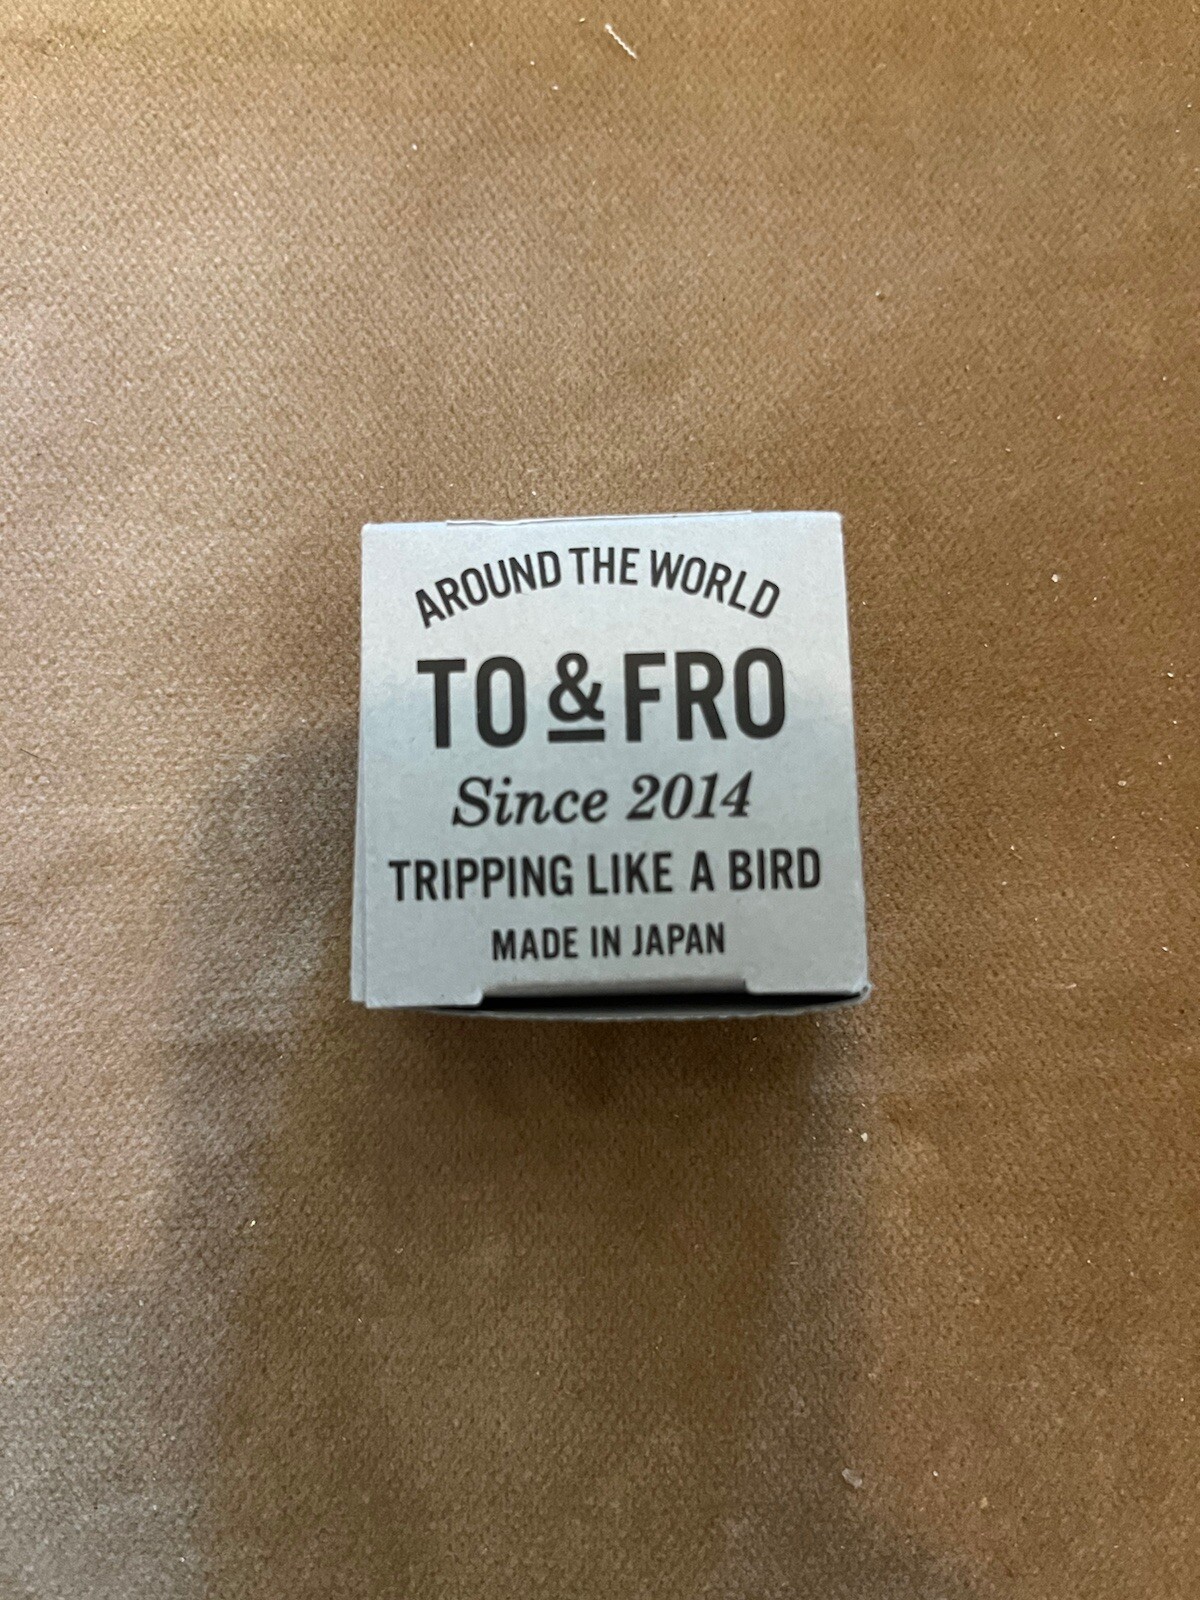 AROUND THE WORLD
TO & FRO
Since 2014
TRIPPING LIKE A BIRD
MADE IN JAPAN